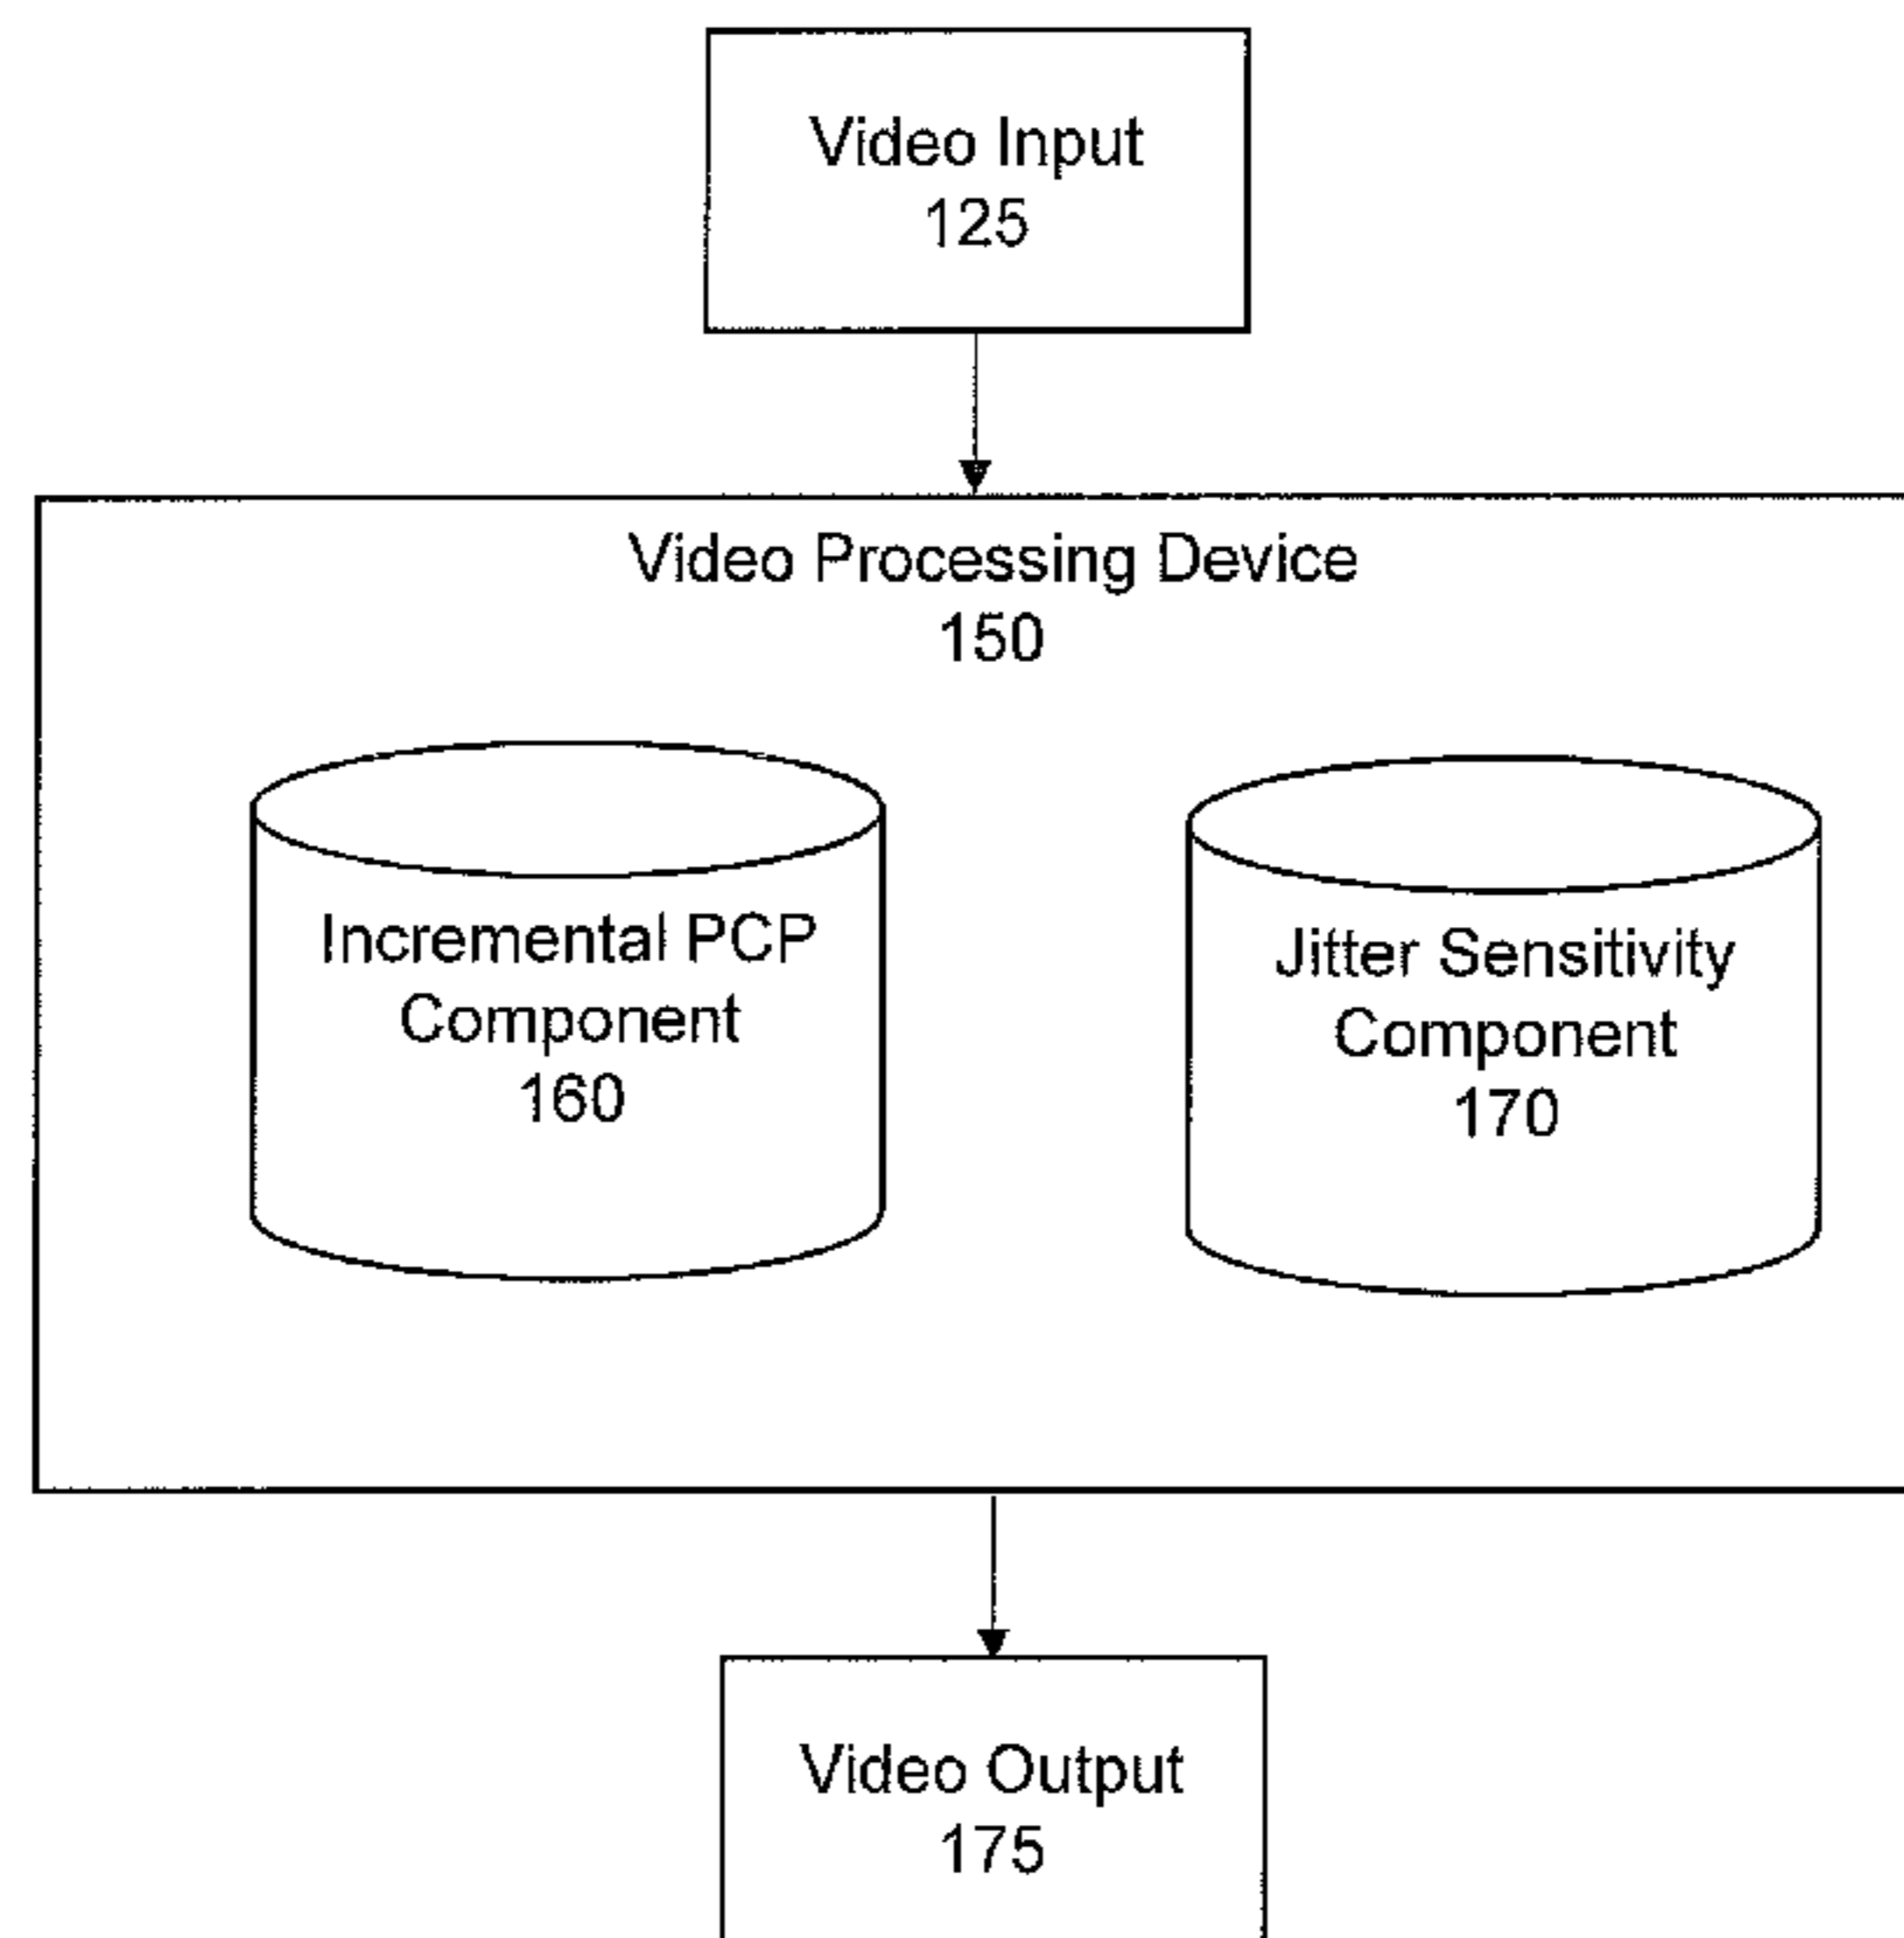 Video Input
125
Video Processing Device
150
Incremental PCP
Component
160
Jitter Sensitivity
Component
170
Video Output
175